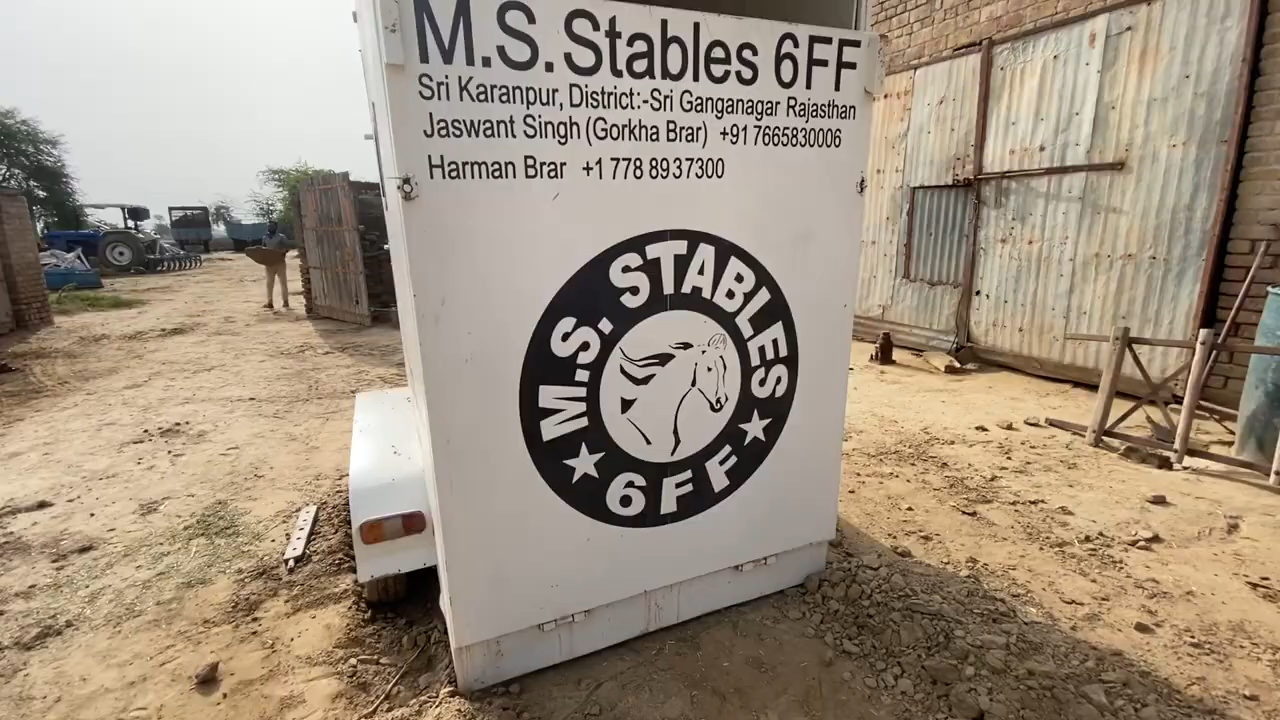 M.S. Stables 6FF
Sri Karanpur, District:-Sri Ganganagar Rajasthan
Jaswant Singh (Gorkha Brar) +91 7665830006
Harman Brar +1 778 8937300
M.S. STABLES
6FF